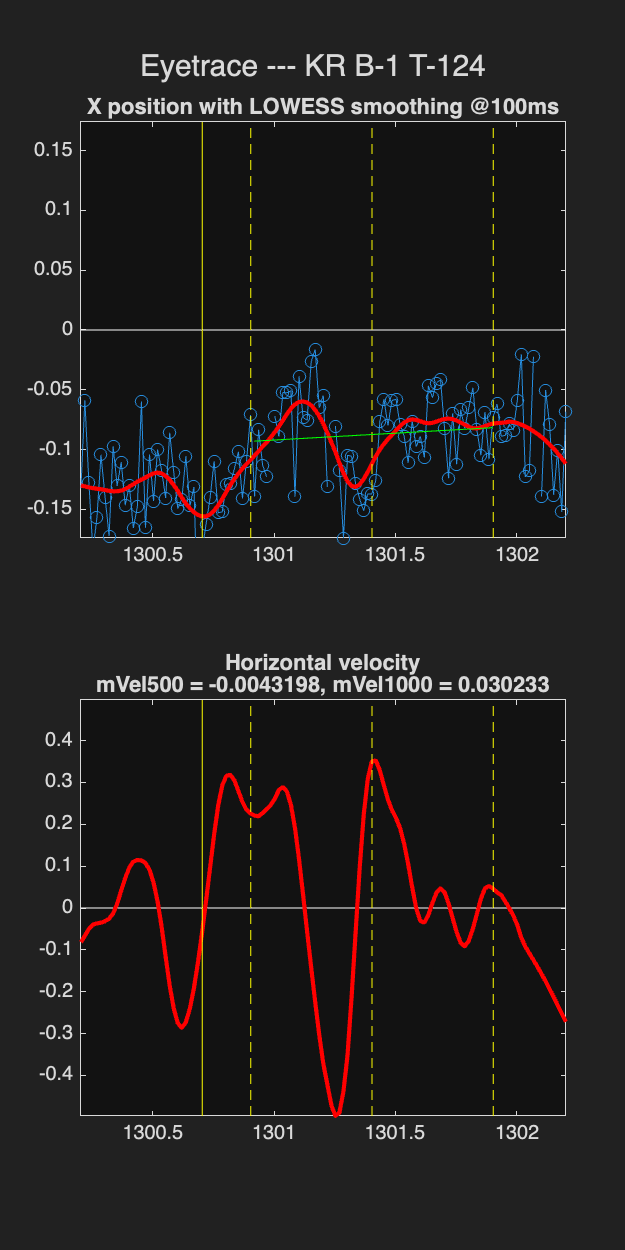 Eyetrace --- KR B-1 T-124
X position with LOWESS smoothing @100ms
0.15
0.1
0.05
0
-0.05
-0.1
-0.15
1300.5 1301 1301.5 1302
Horizontal velocity
mVel500 = -0.0043198, mVel1000 = 0.030233
0.4
0.3
0.2
0.1
0
-0.1
-0.2
-0.3
-0.4
1300.5 1301 1301.5 1302